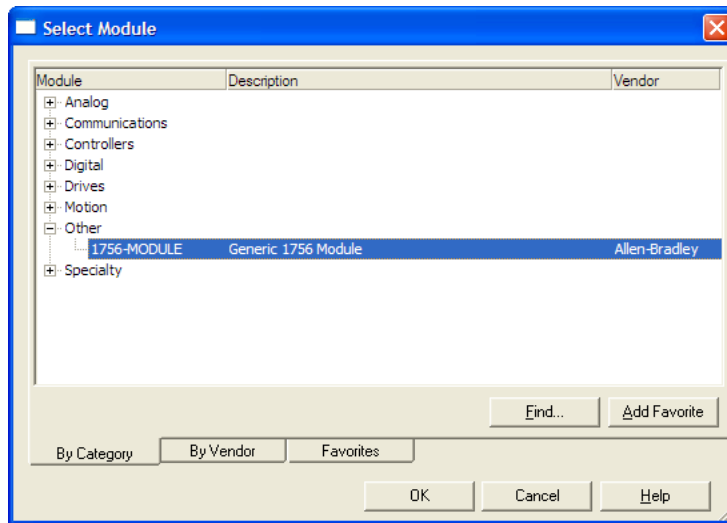 Select Module
Module Description Vendor
Analog
Communications
Controllers
Digital
Drives
Motion
Other
1756-MODULE Generic 1756 Module Allen-Bradley
Specialty
Find... Add Favorite
By Category By Vendor Favorites
OK Cancel Help